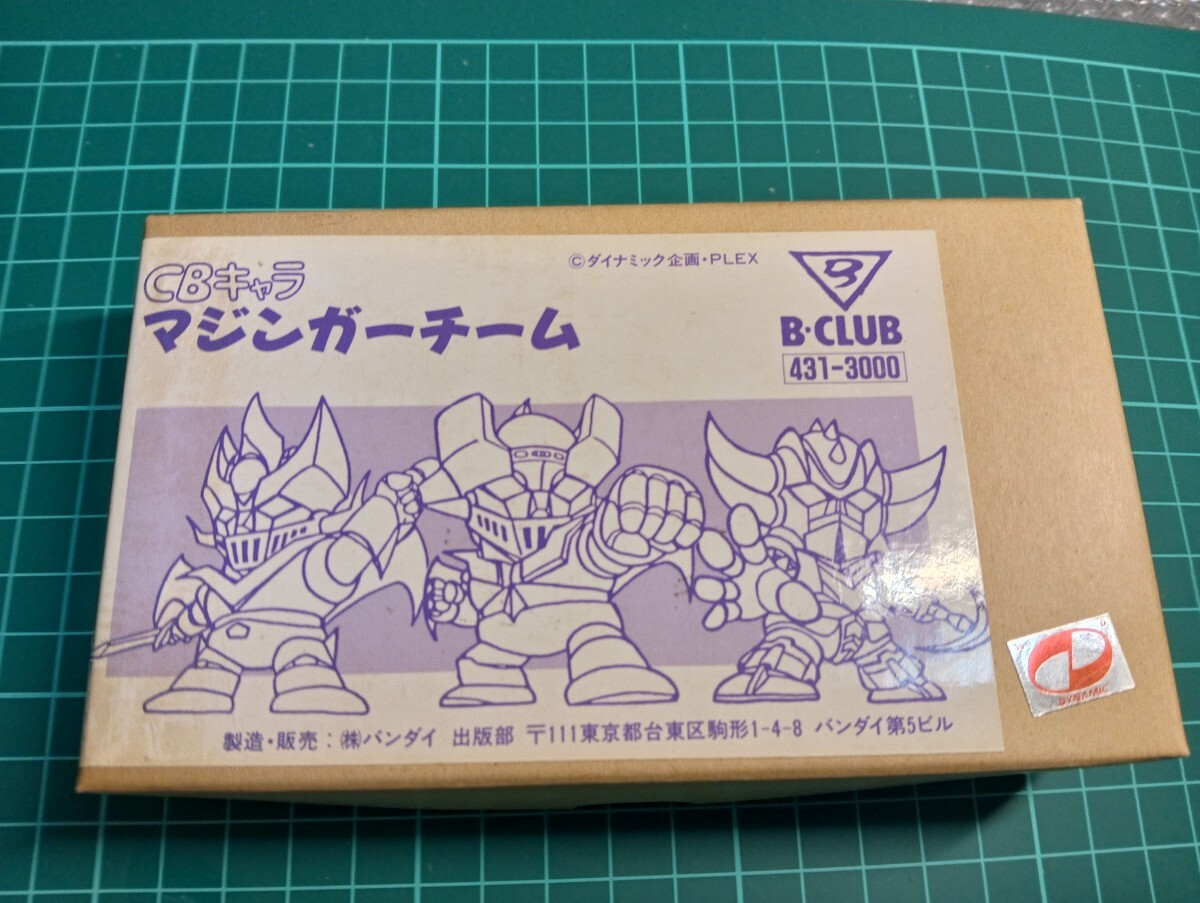 ©ダイナミック企画・PLEX
CBキャラ
マジンガーチーム
B・CLUB
431-3000
DYNAMIC
製造・販売：㈱バンダイ 出版部 〒111東京都台東区駒形1-4-8 バンダイ第5ビル